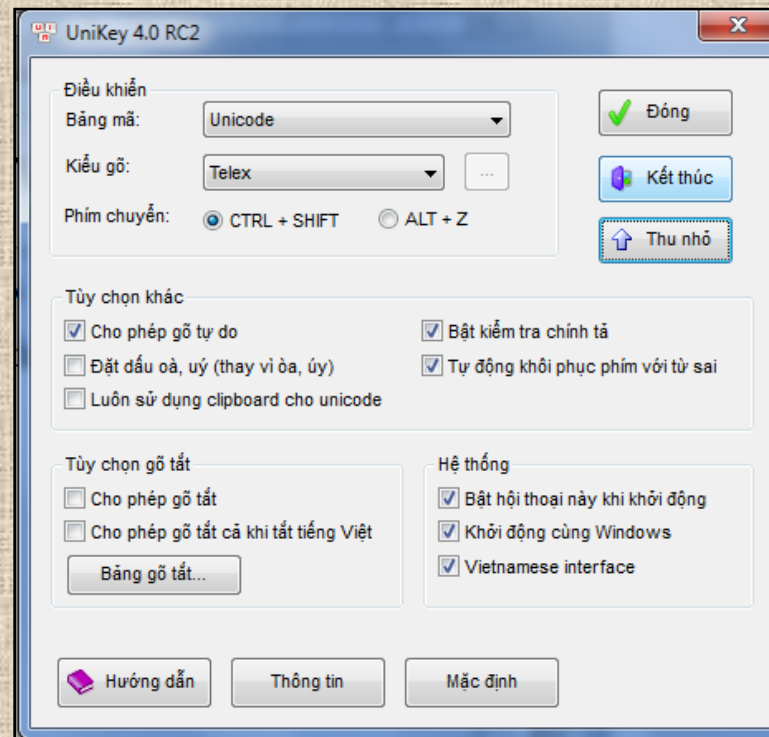 UniKey 4.0 RC2
Điều khiển
Bảng mã: Unicode
Đóng
Kiểu gõ: Telex ...
Kết thúc
Phím chuyển: CTRL + SHIFT ALT + Z
Thu nhỏ
Tùy chọn khác
Cho phép gõ tự do
Bật kiểm tra chính tả
Đặt dấu oà, uý (thay vì òa, úy)
Tự động khôi phục phím với từ sai
Luôn sử dụng clipboard cho unicode
Tùy chọn gõ tắt
Cho phép gõ tắt
Cho phép gõ tắt cả khi tắt tiếng Việt
Bảng gõ tắt...
Hệ thống
Bật hội thoại này khi khởi động
Khởi động cùng Windows
Vietnamese interface
Hướng dẫn
Thông tin
Mặc định